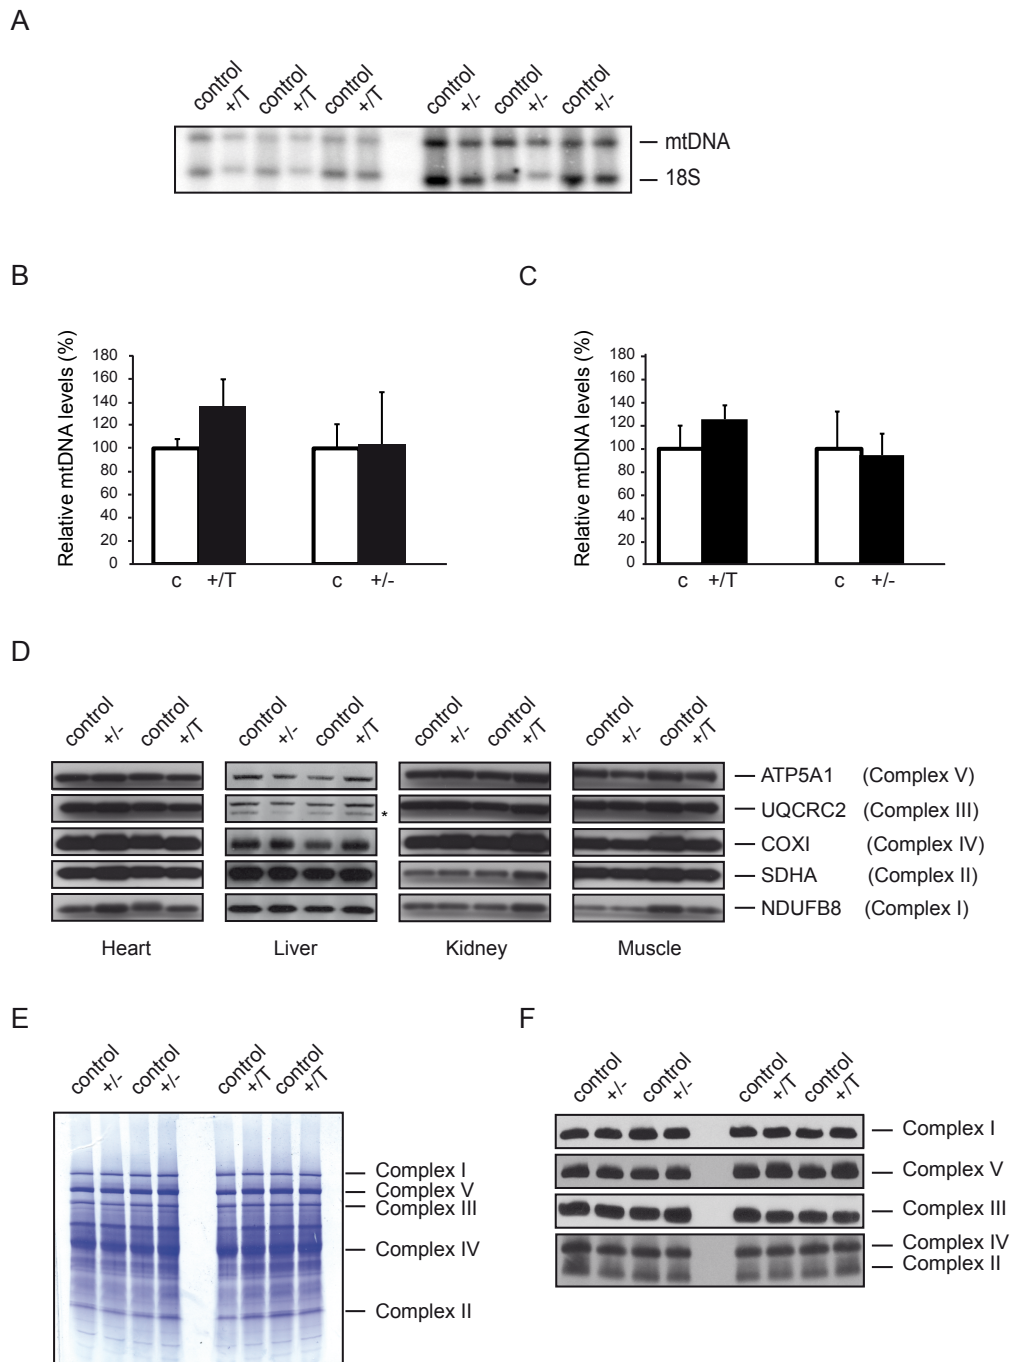 A
control +/T control +/T control +/T control +/- control +/- control +/-
mtDNA
18S
B
Relative mtDNA levels (%)
180
160
140
120
100
80
60
40
20
0
c +/T c +/-
C
Relative mtDNA levels (%)
180
160
140
120
100
80
60
40
20
0
c +/T c +/-
D
control +/- control +/T control +/- control +/T control +/- control +/T control +/- control +/T
ATP5A1 (Complex V)
* UQCRC2 (Complex III)
COXI (Complex IV)
SDHA (Complex II)
NDUFB8 (Complex I)
Heart Liver Kidney Muscle
E
control +/- control +/- control +/T control +/T
Complex I
Complex V
Complex III
Complex IV
Complex II
F
control +/- control +/- control +/T control +/T
Complex I
Complex V
Complex III
Complex IV
Complex II